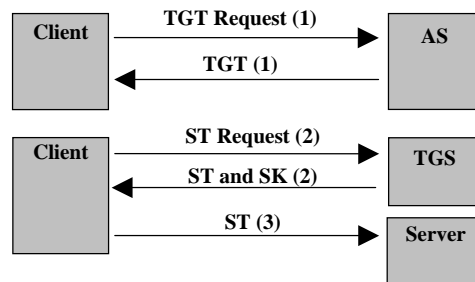 Client
TGT Request (1)
AS
TGT (1)
Client
ST Request (2)
TGS
ST and SK (2)
ST (3)
Server